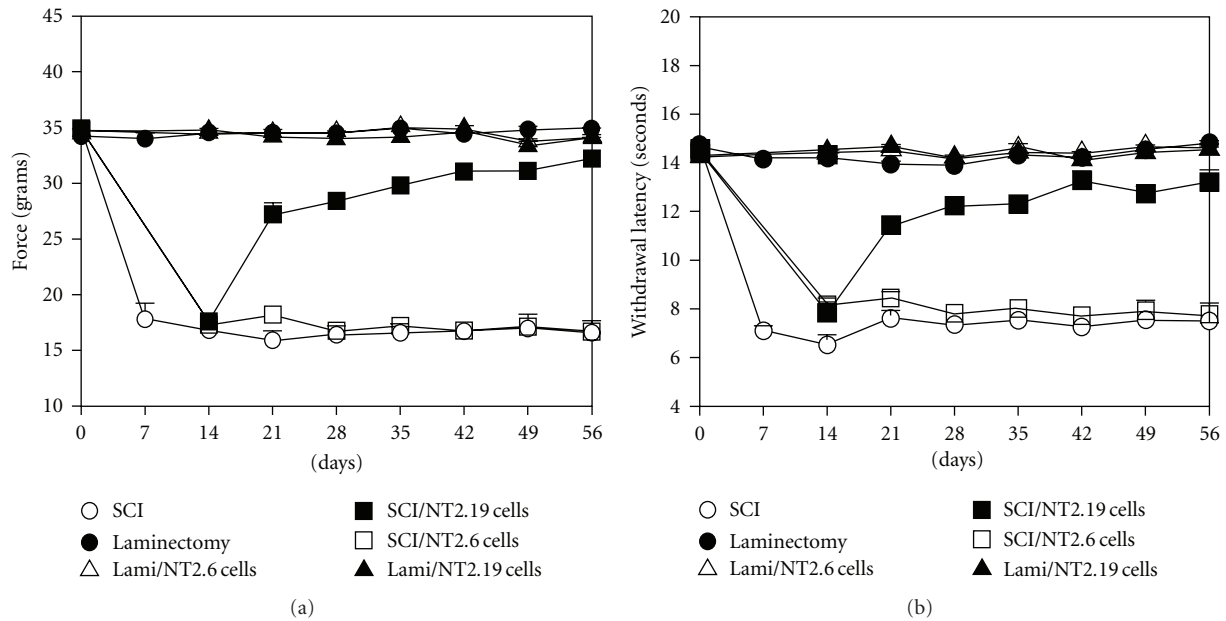 45
40
35
30
25
20
15
10
Force (grams)
0 7 14 21 28 35 42 49 56
(days)
SCI
Laminectomy
Lami/NT2.6 cells
SCI/NT2.19 cells
SCI/NT2.6 cells
Lami/NT2.19 cells
(a)
20
18
16
14
12
10
8
6
4
Withdrawal latency (seconds)
0 7 14 21 28 35 42 49 56
(days)
SCI
Laminectomy
Lami/NT2.6 cells
SCI/NT2.19 cells
SCI/NT2.6 cells
Lami/NT2.19 cells
(b)